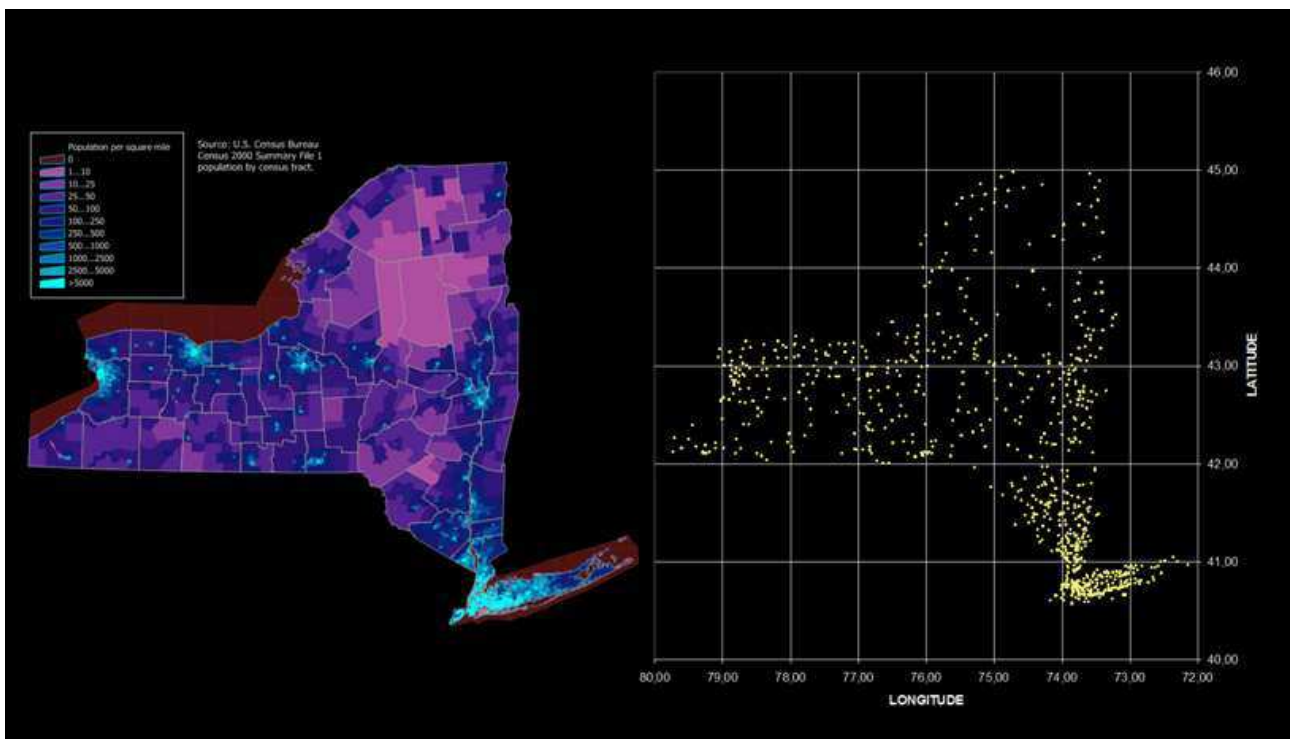 Population per square mile
0
1...10
10...25
25...50
50...100
100...250
250...500
500...1000
1000...2500
2500...5000
>5000
Source: U.S. Census Bureau
Census 2000 Summary File 1
population by census tract.
46,00
45,00
44,00
43,00
42,00
41,00
40,00
LATITUDE
80,00 79,00 78,00 77,00 76,00 75,00 74,00 73,00 72,00
LONGITUDE